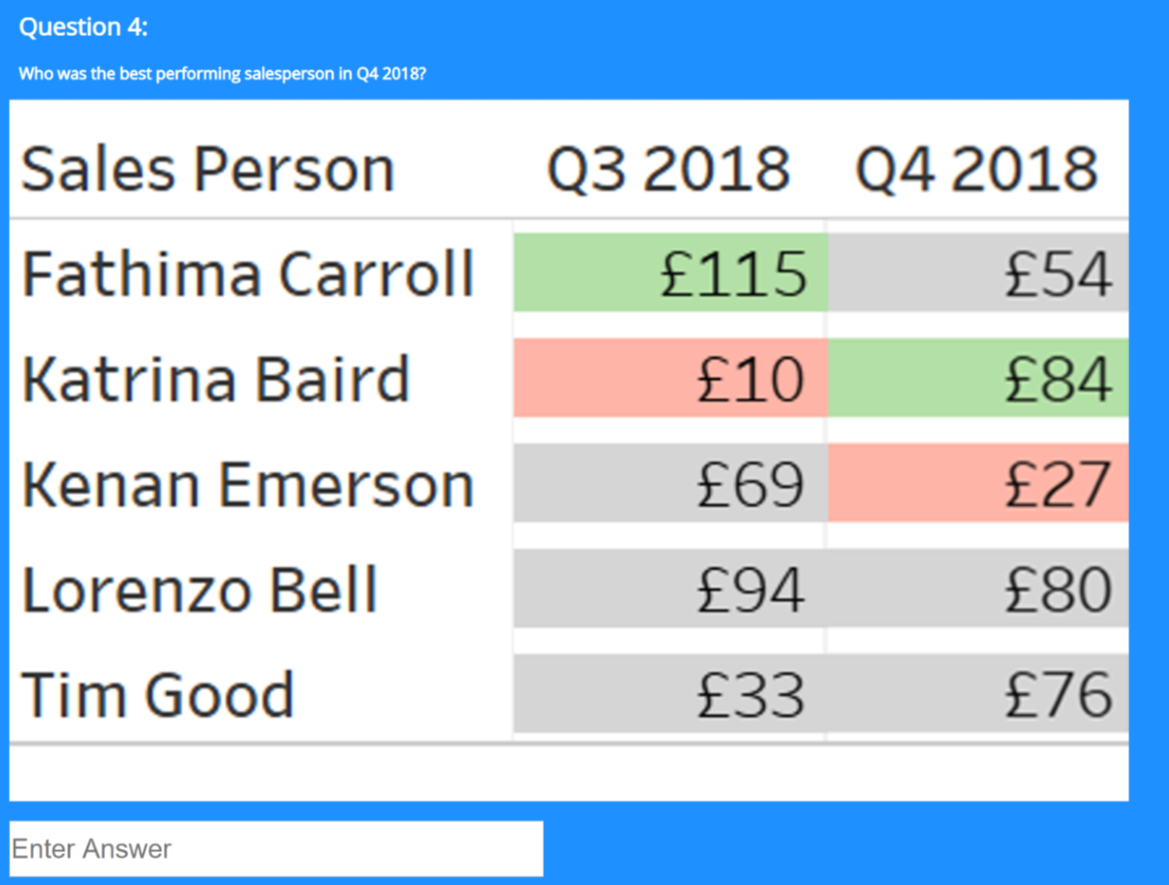 Question 4:
Who was the best performing salesperson in Q4 2018?
Sales Person Q3 2018 Q4 2018
Fathima Carroll £115 £54
Katrina Baird £10 £84
Kenan Emerson £69 £27
Lorenzo Bell £94 £80
Tim Good £33 £76
Enter Answer